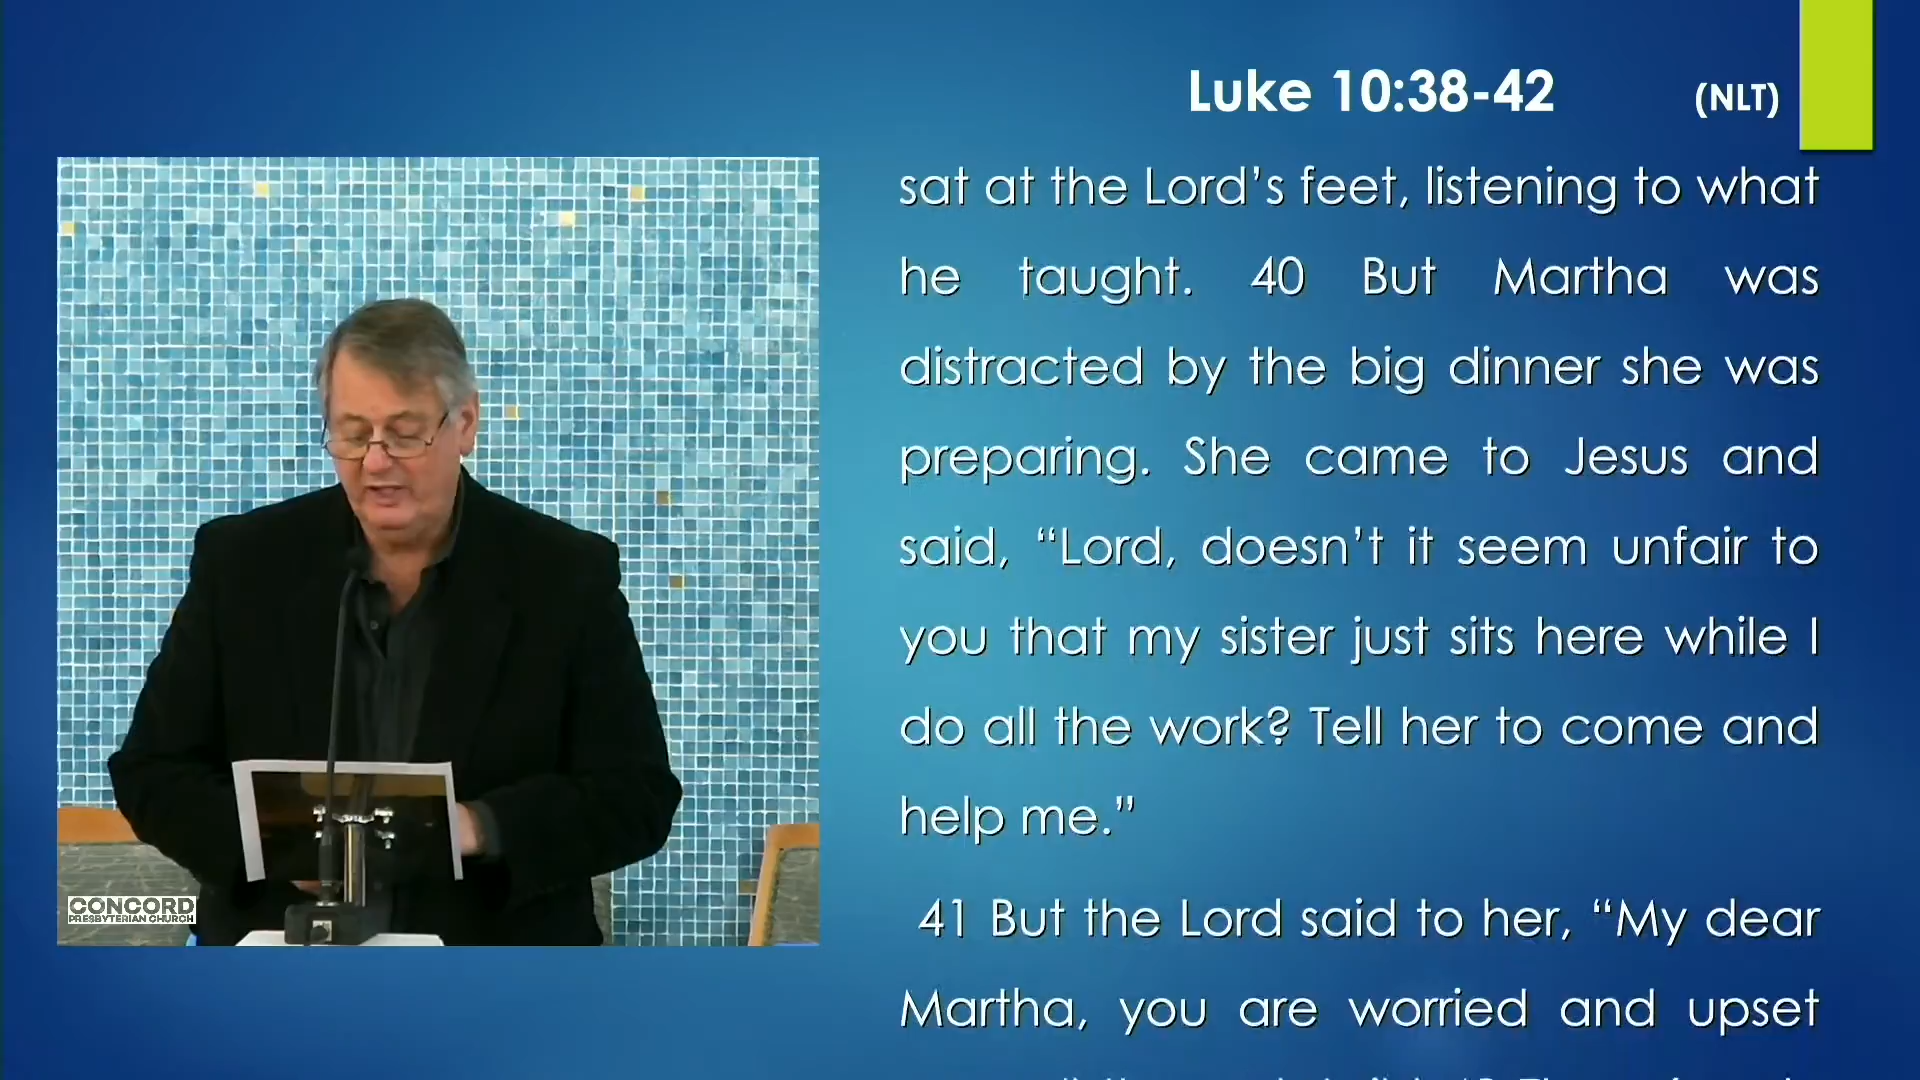 Luke 10:38-42 (NLT)
sat at the Lord’s feet, listening to what
he taught. 40 But Martha was
distracted by the big dinner she was
preparing. She came to Jesus and
said, “Lord, doesn’t it seem unfair to
you that my sister just sits here while I
do all the work? Tell her to come and
help me.”
41 But the Lord said to her, “My dear
Martha, you are worried and upset
CONCORD
PRESBYTERIAN CHURCH